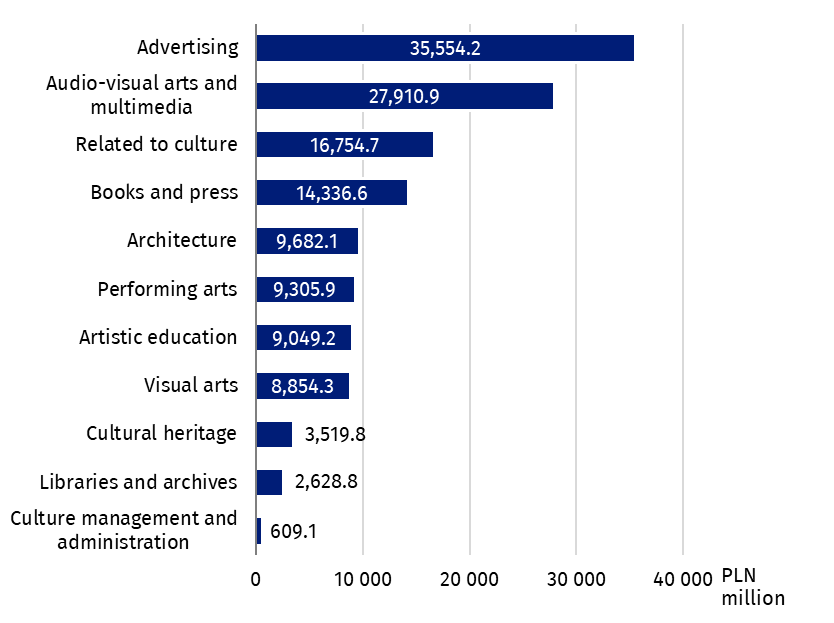 Advertising
35,554.2
Audio-visual arts and
multimedia
27,910.9
Related to culture
16,754.7
Books and press
14,336.6
Architecture
9,682.1
Performing arts
9,305.9
Artistic education
9,049.2
Visual arts
8,854.3
Cultural heritage
3,519.8
Libraries and archives
2,628.8
Culture management and
administration
609.1
0 10 000 20 000 30 000 40 000 PLN
million